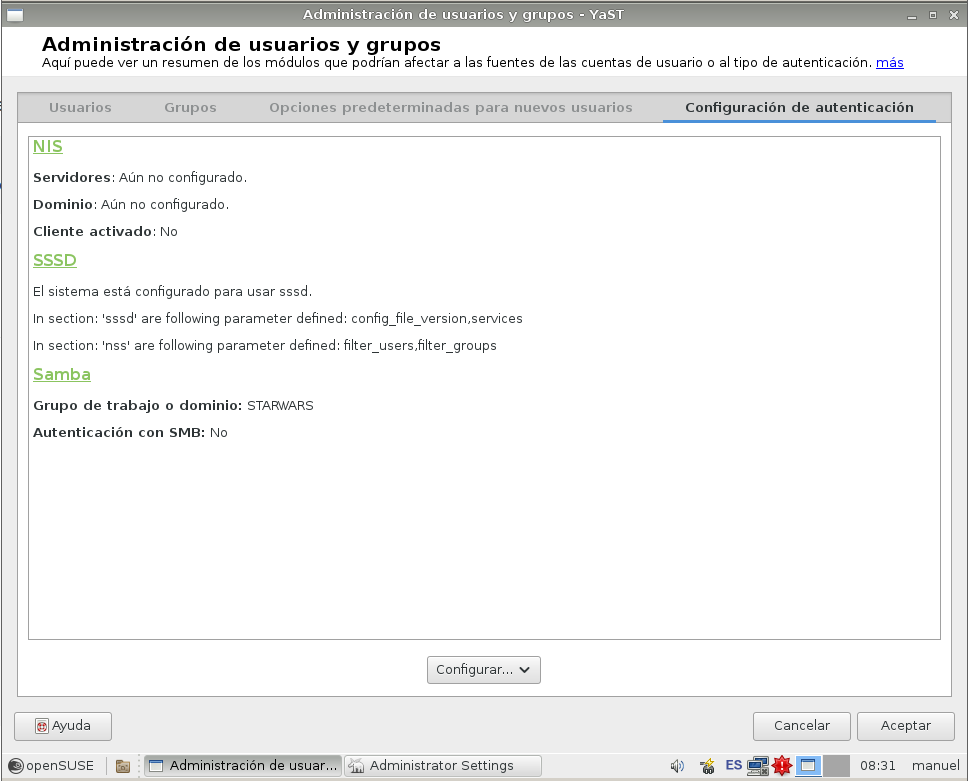 Administración de usuarios y grupos - YaST
Administración de usuarios y grupos
Aquí puede ver un resumen de los módulos que podrían afectar a las fuentes de las cuentas de usuario o al tipo de autenticación. más
Usuarios Grupos Opciones predeterminadas para nuevos usuarios Configuración de autenticación
NIS
Servidores: Aún no configurado.
Dominio: Aún no configurado.
Cliente activado: No
SSSD
El sistema está configurado para usar sssd.
In section: 'sssd' are following parameter defined: config_file_version,services
In section: 'nss' are following parameter defined: filter_users,filter_groups
Samba
Grupo de trabajo o dominio: STARWARS
Autenticación con SMB: No
Configurar...
Ayuda Cancelar Aceptar
openSUSE Administración de usuar... Administrator Settings ES 08:31 manuel